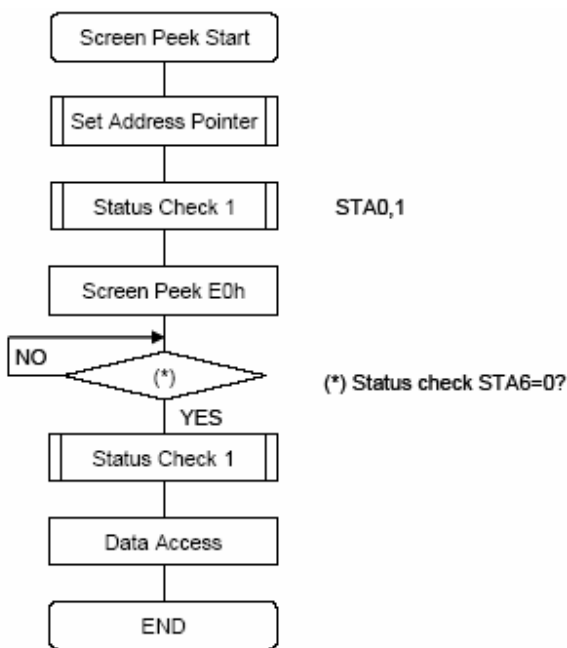 Screen Peek Start
Set Address Pointer
Status Check 1
STA0,1
Screen Peek E0h
NO
(*)
(*) Status check STA6=0?
YES
Status Check 1
Data Access
END